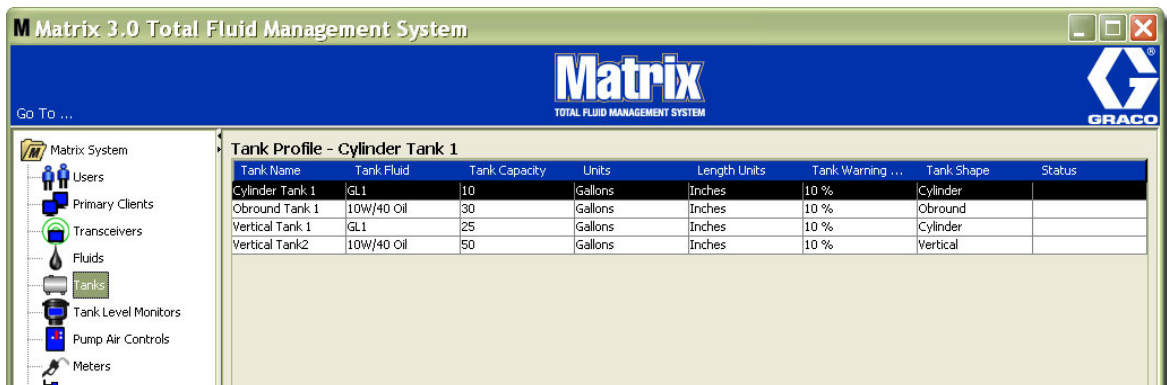 M Matrix 3.0 Total Fluid Management System
Matrix
TOTAL FLUID MANAGEMENT SYSTEM
GRACO
®
Go To ...
Matrix System
Users
Primary Clients
Transceivers
Fluids
Tanks
Tank Level Monitors
Pump Air Controls
Meters
Tank Profile - Cylinder Tank 1
Tank Name Tank Fluid Tank Capacity Units Length Units Tank Warning ... Tank Shape Status
Cylinder Tank 1 GL1 10 Gallons Inches 10 % Cylinder
Obround Tank 1 10W/40 Oil 30 Gallons Inches 10 % Obround
Vertical Tank 1 GL1 25 Gallons Inches 10 % Cylinder
Vertical Tank2 10W/40 Oil 50 Gallons Inches 10 % Vertical